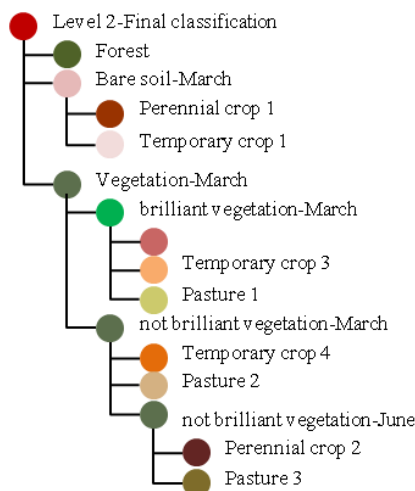 Level 2-Final classification
Forest
Bare soil-March
Perennial crop 1
Temporary crop 1
Vegetation-March
brilliant vegetation-March
Temporary crop 3
Pasture 1
not brilliant vegetation-March
Temporary crop 4
Pasture 2
not brilliant vegetation-June
Perennial crop 2
Pasture 3